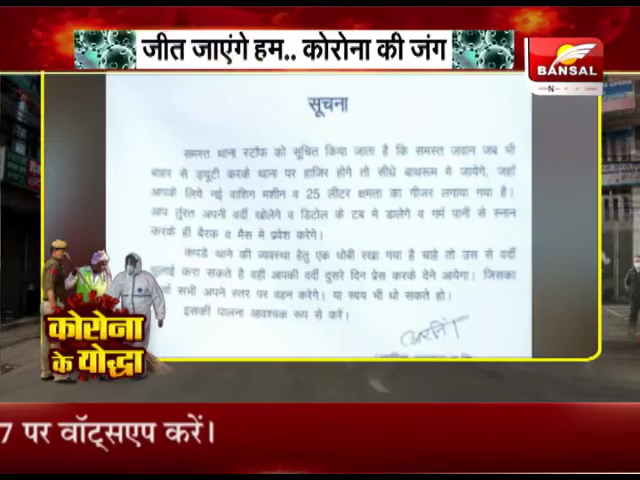 जीत जाएंगे हम.. कोरोना की जंग
BANSAL
N
सूचना
समस्त थाना स्टॉफ को सूचित किया जाता है कि समस्त जवान जब भी
बाहर से ड्यूटी करके थाना पर हाजिर होगे तो सीधे बाथरूम मे जायेगे, जहाँ
आपके लिये नई वाशिग मशीन व 25 लीटर क्षमता का गीजर लगाया गया है।
आप तुंरत अपनी वर्दी खोलेगे व डिटोल के टब मे डालेगे व गर्म पानी से स्नान
करके ही बैरक व मैस मे प्रवेश करेगे।
कपडे धोने की व्यवस्था हेतु एक धोबी रखा गया है चाहे तो उस से वर्दी
धुलाई करा सकते है वही आपकी वर्दी दुसरे दिन प्रेस करके देने आयेगा। जिसका
सभी अपने स्तर पर वहन करेगें। या स्वय भी धो सकते हो।
इसकी पालना आवश्यक रूप से करें।
कोरोना
के योद्धा
7 पर वॉट्सएप करें।